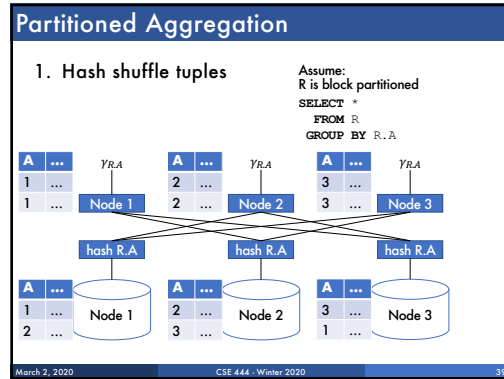 Partitioned Aggregation
1. Hash shuffle tuples
Assume:
R is block partitioned
SELECT *
FROM R
GROUP BY R.A
A ...
1 ...
1 ...
γR.A
Node 1
A ...
2 ...
2 ...
γR.A
Node 2
A ...
3 ...
3 ...
γR.A
Node 3
hash R.A
hash R.A
hash R.A
A ...
1 ...
2 ...
Node 1
A ...
2 ...
3 ...
Node 2
A ...
3 ...
1 ...
Node 3
March 2, 2020
CSE 444 - Winter 2020
39